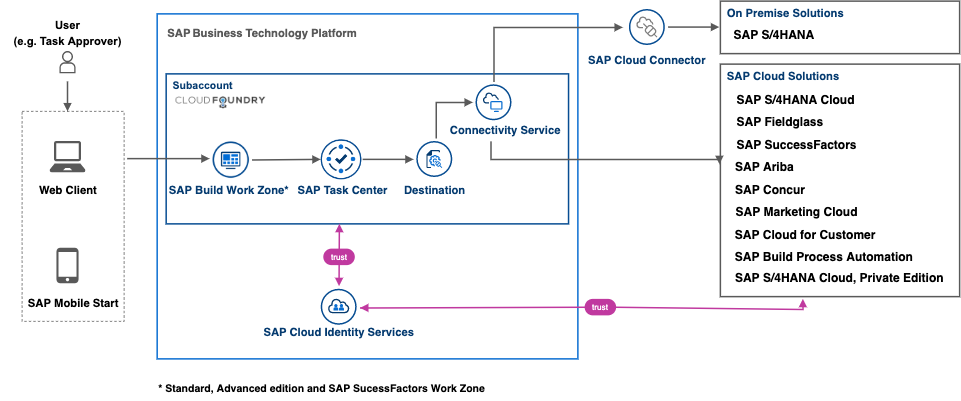 User
(e.g. Task Approver)
Web Client
SAP Mobile Start
SAP Business Technology Platform
Subaccount
CLOUD FOUNDRY
SAP Build Work Zone*
SAP Task Center
Destination
Connectivity Service
trust
SAP Cloud Identity Services
trust
SAP Cloud Connector
On Premise Solutions
SAP S/4HANA
SAP Cloud Solutions
SAP S/4HANA Cloud
SAP Fieldglass
SAP SuccessFactors
SAP Ariba
SAP Concur
SAP Marketing Cloud
SAP Cloud for Customer
SAP Build Process Automation
SAP S/4HANA Cloud, Private Edition
* Standard, Advanced edition and SAP SucessFactors Work Zone